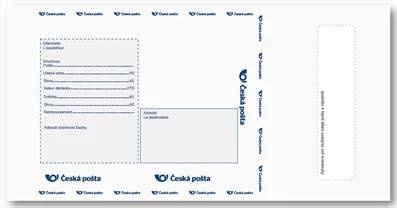 Česká pošta Česká pošta Česká pošta Česká pošta Česká pošta
Odesílatel
L'expéditeur
Hmotnost
Poids
Udaná cena Kč
Slovy Kč
Valeur déclarée DTS
Dobírka Kč
Slovy Kč
Remboursement
Adresát
Le destinataire
Česká pošta
Česká pošta
Česká pošta
Česká pošta Česká pošta Česká pošta Česká pošta Česká pošta